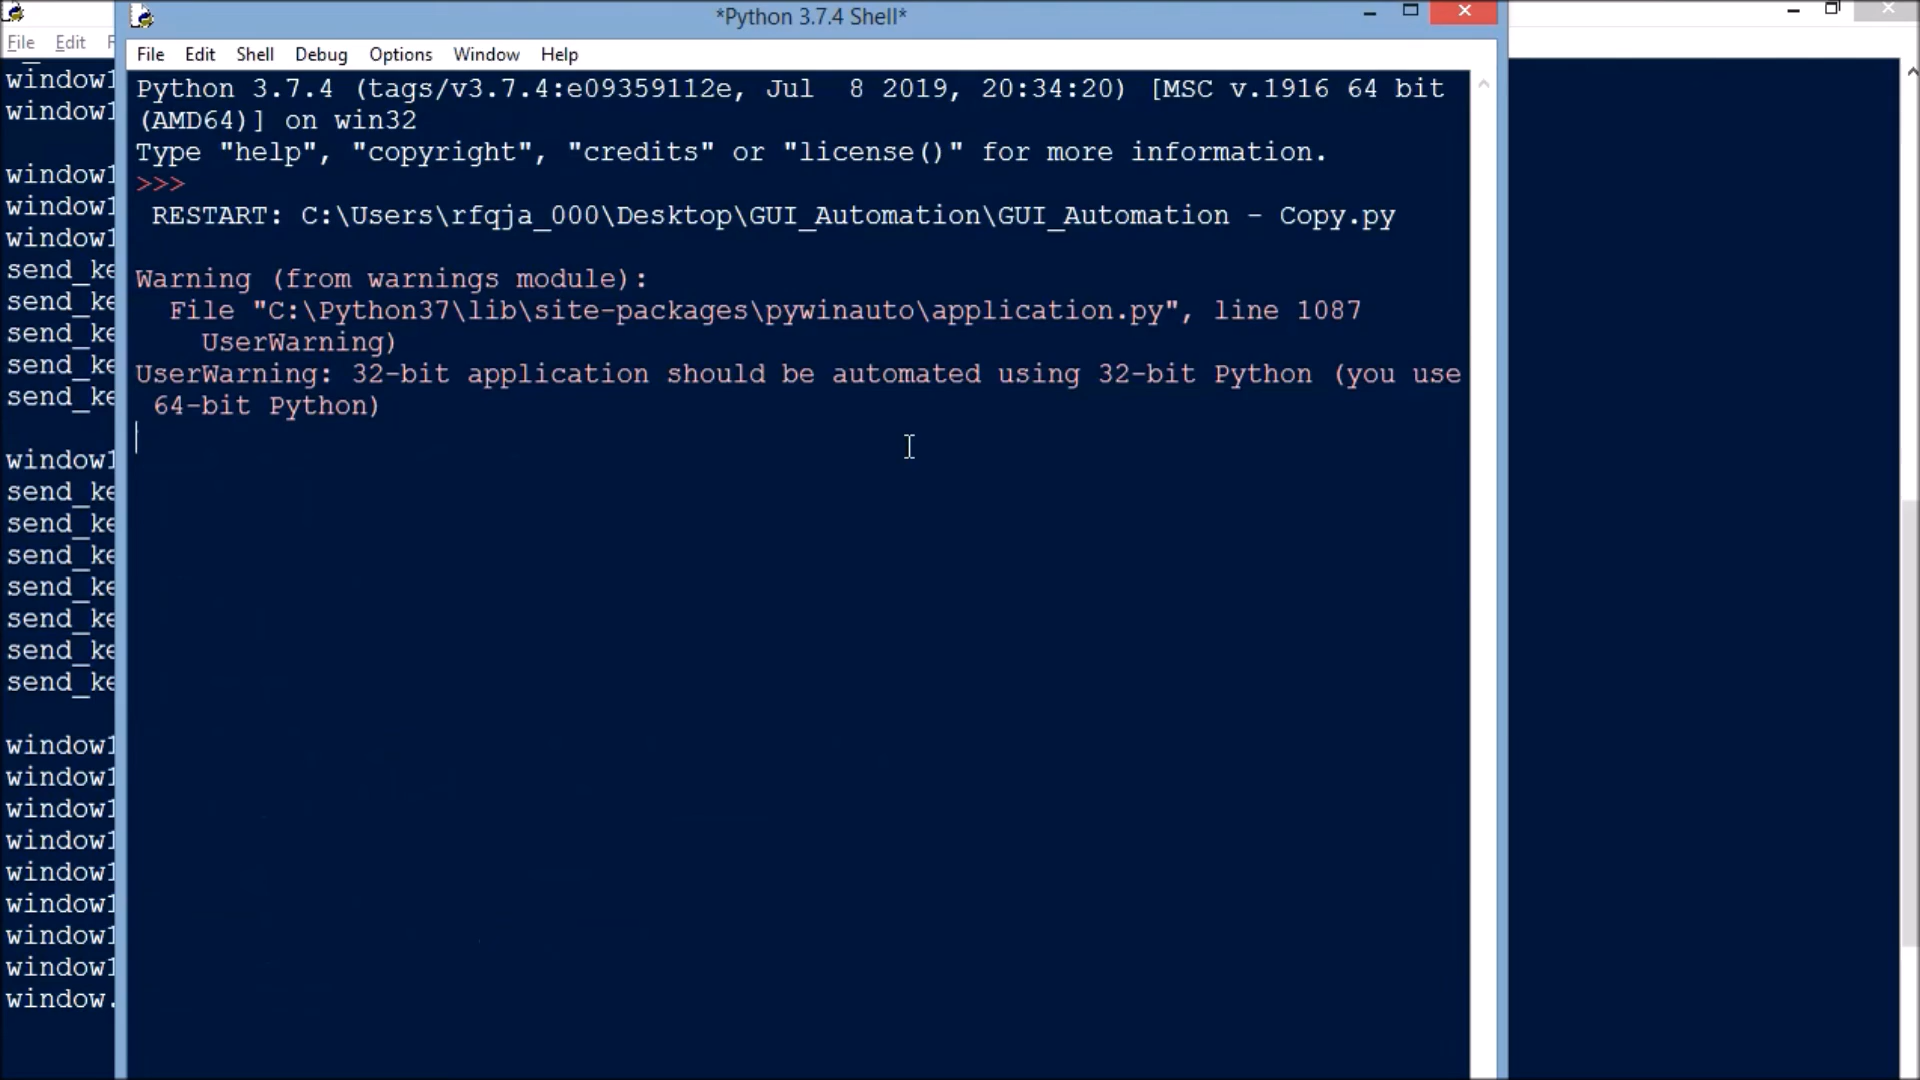 *Python 3.7.4 Shell*
File Edit
File Edit Shell Debug Options Window Help
Python 3.7.4 (tags/v3.7.4:e09359112e, Jul  8 2019, 20:34:20) [MSC v.1916 64 bit
(AMD64)] on win32
Type "help", "copyright", "credits" or "license()" for more information.
>>>
RESTART: C:\Users\rfqja_000\Desktop\GUI_Automation\GUI_Automation - Copy.py
Warning (from warnings module):
File "C:\Python37\lib\site-packages\pywinauto\application.py", line 1087
UserWarning)
UserWarning: 32-bit application should be automated using 32-bit Python (you use
64-bit Python)
window1
window1
window1
window1
window1
send_ke
send_ke
send_ke
send_ke
send_ke
window1
send_ke
send_ke
send_ke
send_ke
send_ke
send_ke
send_ke
window1
window1
window1
window1
window1
window1
window1
window1
window.